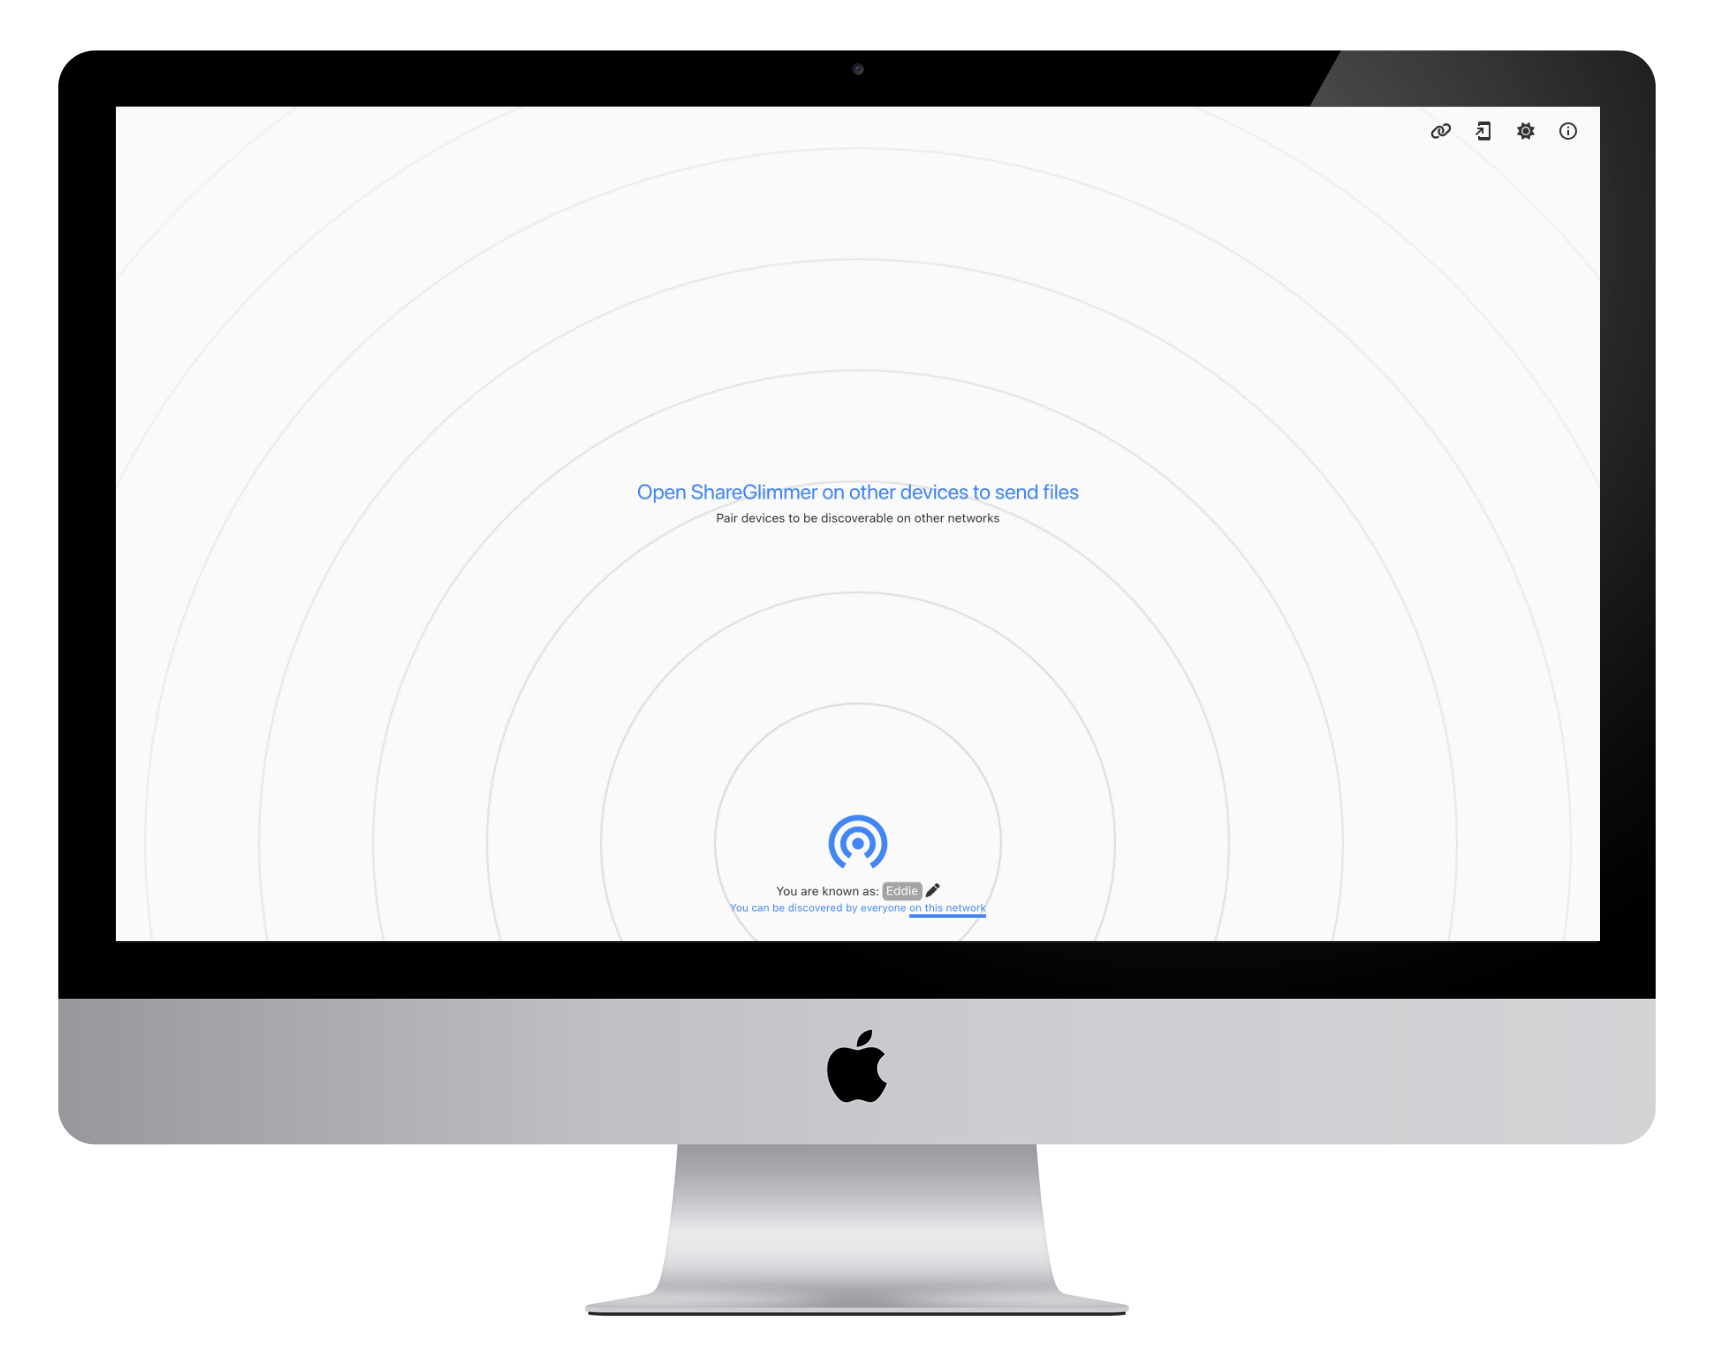 Open ShareGlimmer on other devices to send files
Pair devices to be discoverable on other networks
You are known as: Eddie
You can be discovered by everyone on this network